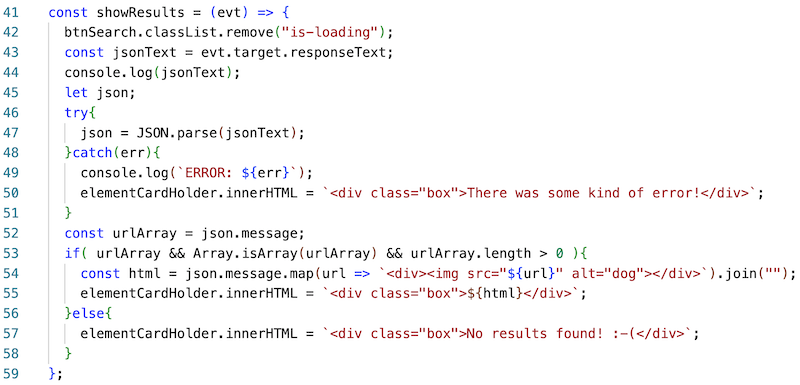 41 const showResults = (evt) => {
42   btnSearch.classList.remove("is-loading");
43   const jsonText = evt.target.responseText;
44   console.log(jsonText);
45   let json;
46   try{
47     json = JSON.parse(jsonText);
48   }catch(err){
49     console.log(`ERROR: ${err}`);
50     elementCardHolder.innerHTML = `<div class="box">There was some kind of error!</div>`;
51   }
52   const urlArray = json.message;
53   if( urlArray && Array.isArray(urlArray) && urlArray.length > 0 ){
54     const html = json.message.map(url => `<div><img src="${url}" alt="dog"></div>`).join("");
55     elementCardHolder.innerHTML = `<div class="box">${html}</div>`;
56   }else{
57     elementCardHolder.innerHTML = `<div class="box">No results found! :-(</div>`;
58   }
59 };